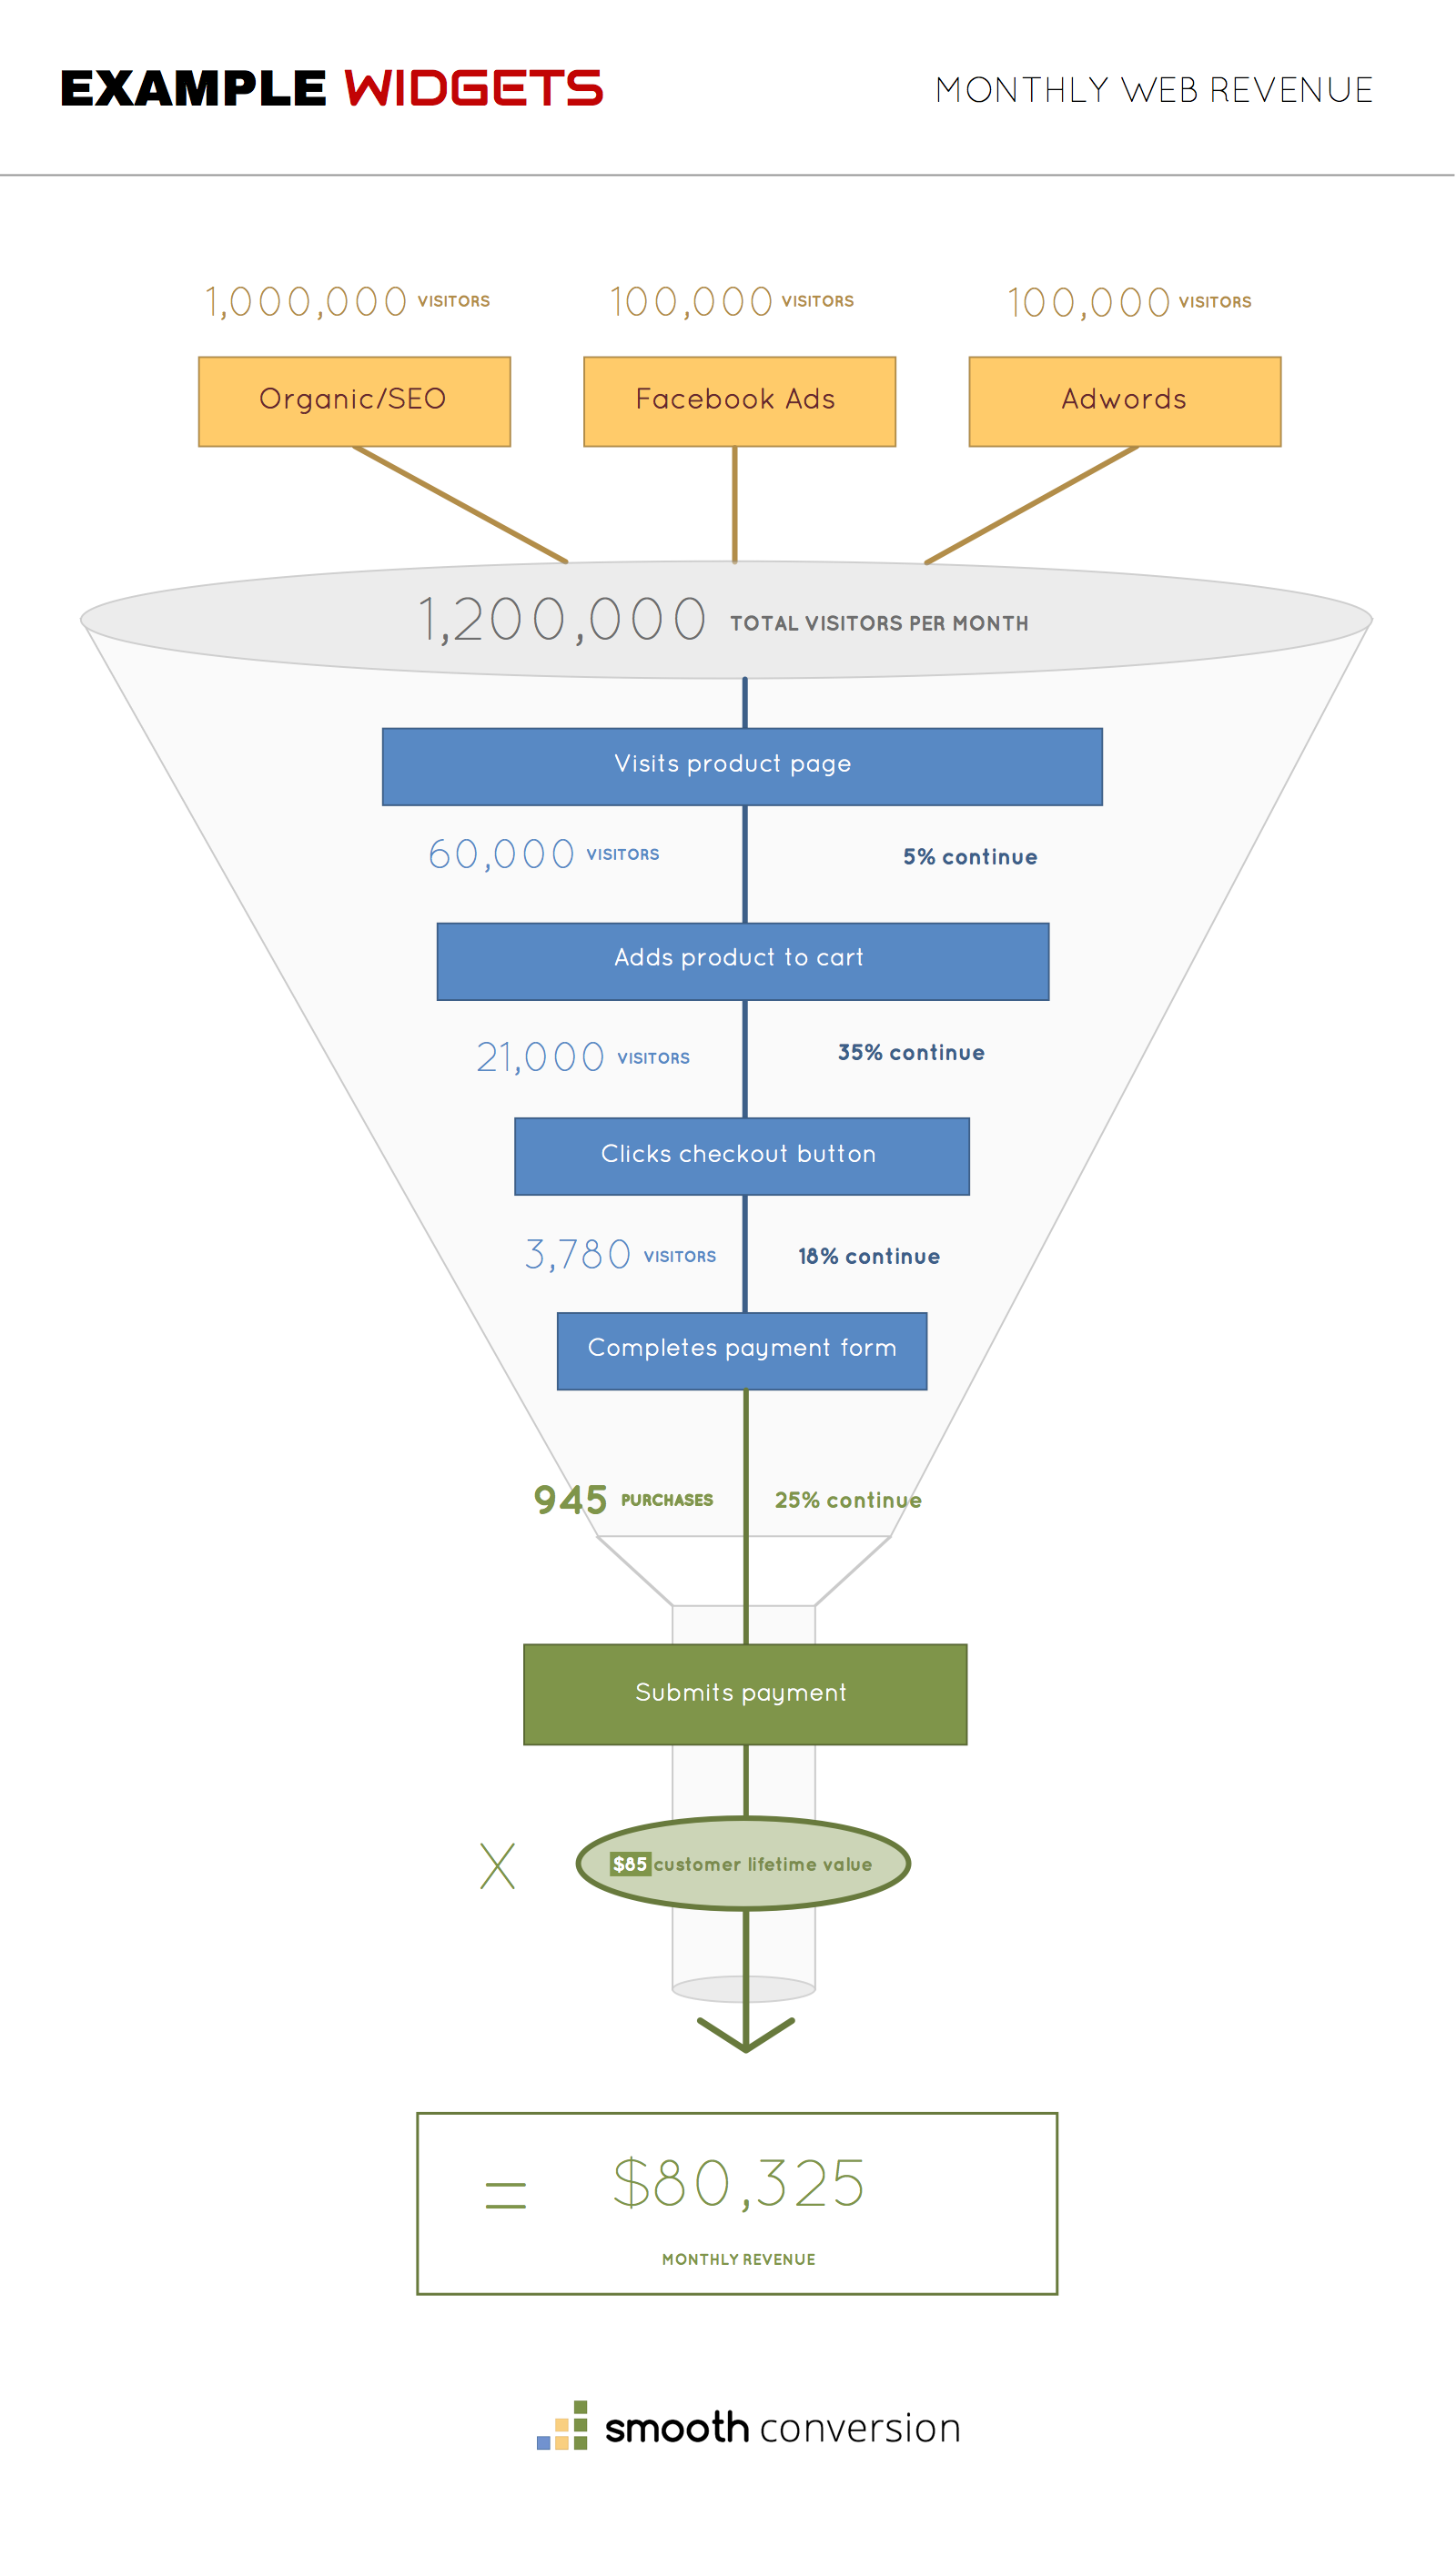 EXAMPLE WIDGETS
MONTHLY WEB REVENUE
1,000,000 VISITORS
100,000 VISITORS
100,000 VISITORS
Organic/SEO
Facebook Ads
Adwords
1,200,000 TOTAL VISITORS PER MONTH
Visits product page
60,000 VISITORS
5% continue
Adds product to cart
21,000 VISITORS
35% continue
Clicks checkout button
3,780 VISITORS
18% continue
Completes payment form
945 PURCHASES
25% continue
Submits payment
X
$85 customer lifetime value
= $80,325
MONTHLY REVENUE
smooth conversion